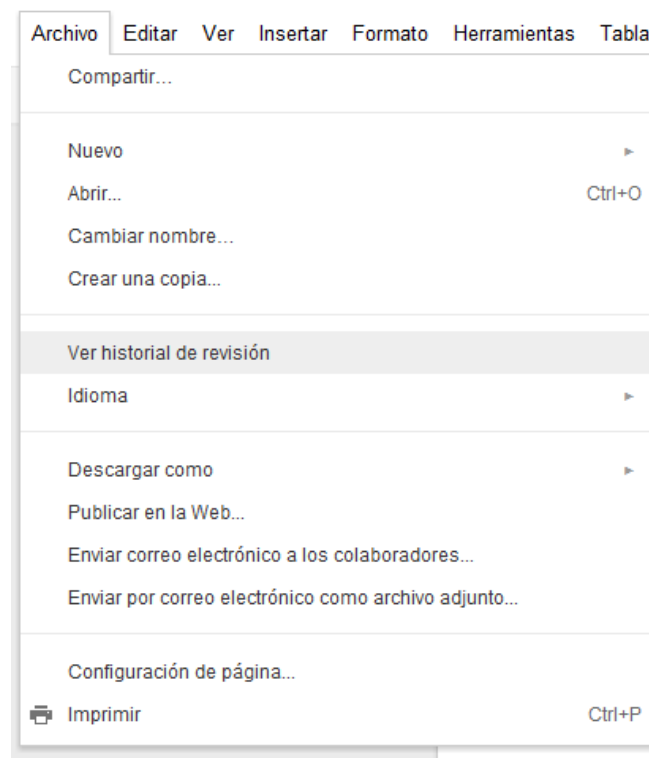 Archivo Editar Ver Insertar Formato Herramientas Tabla
Compartir...
Nuevo
Abrir... Ctrl+O
Cambiar nombre...
Crear una copia...
Ver historial de revisión
Idioma
Descargar como
Publicar en la Web...
Enviar correo electrónico a los colaboradores...
Enviar por correo electrónico como archivo adjunto...
Configuración de página...
Imprimir Ctrl+P